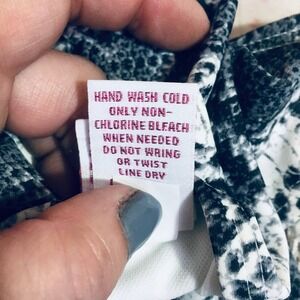 HAND WASH COLD
ONLY NON-
CHLORINE BLEACH
WHEN NEEDED
DO NOT WRING
OR TWIST
LINE DRY